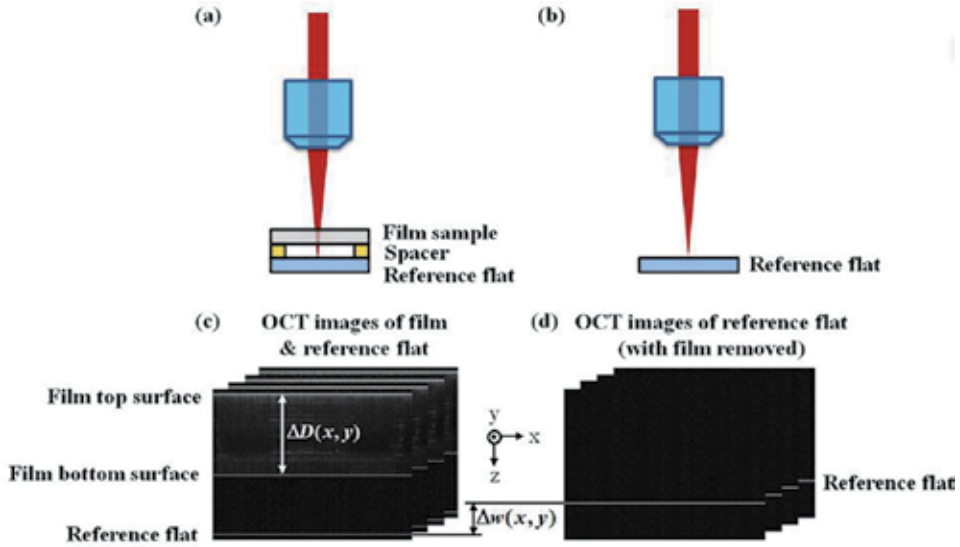 (a)
(b)
Film sample
Spacer
Reference flat
Reference flat
(c) OCT images of film
& reference flat
(d) OCT images of reference flat
(with film removed)
Film top surface
ΔD(x, y)
y
x
z
Film bottom surface
Reference flat
Δw(x, y)
Reference flat